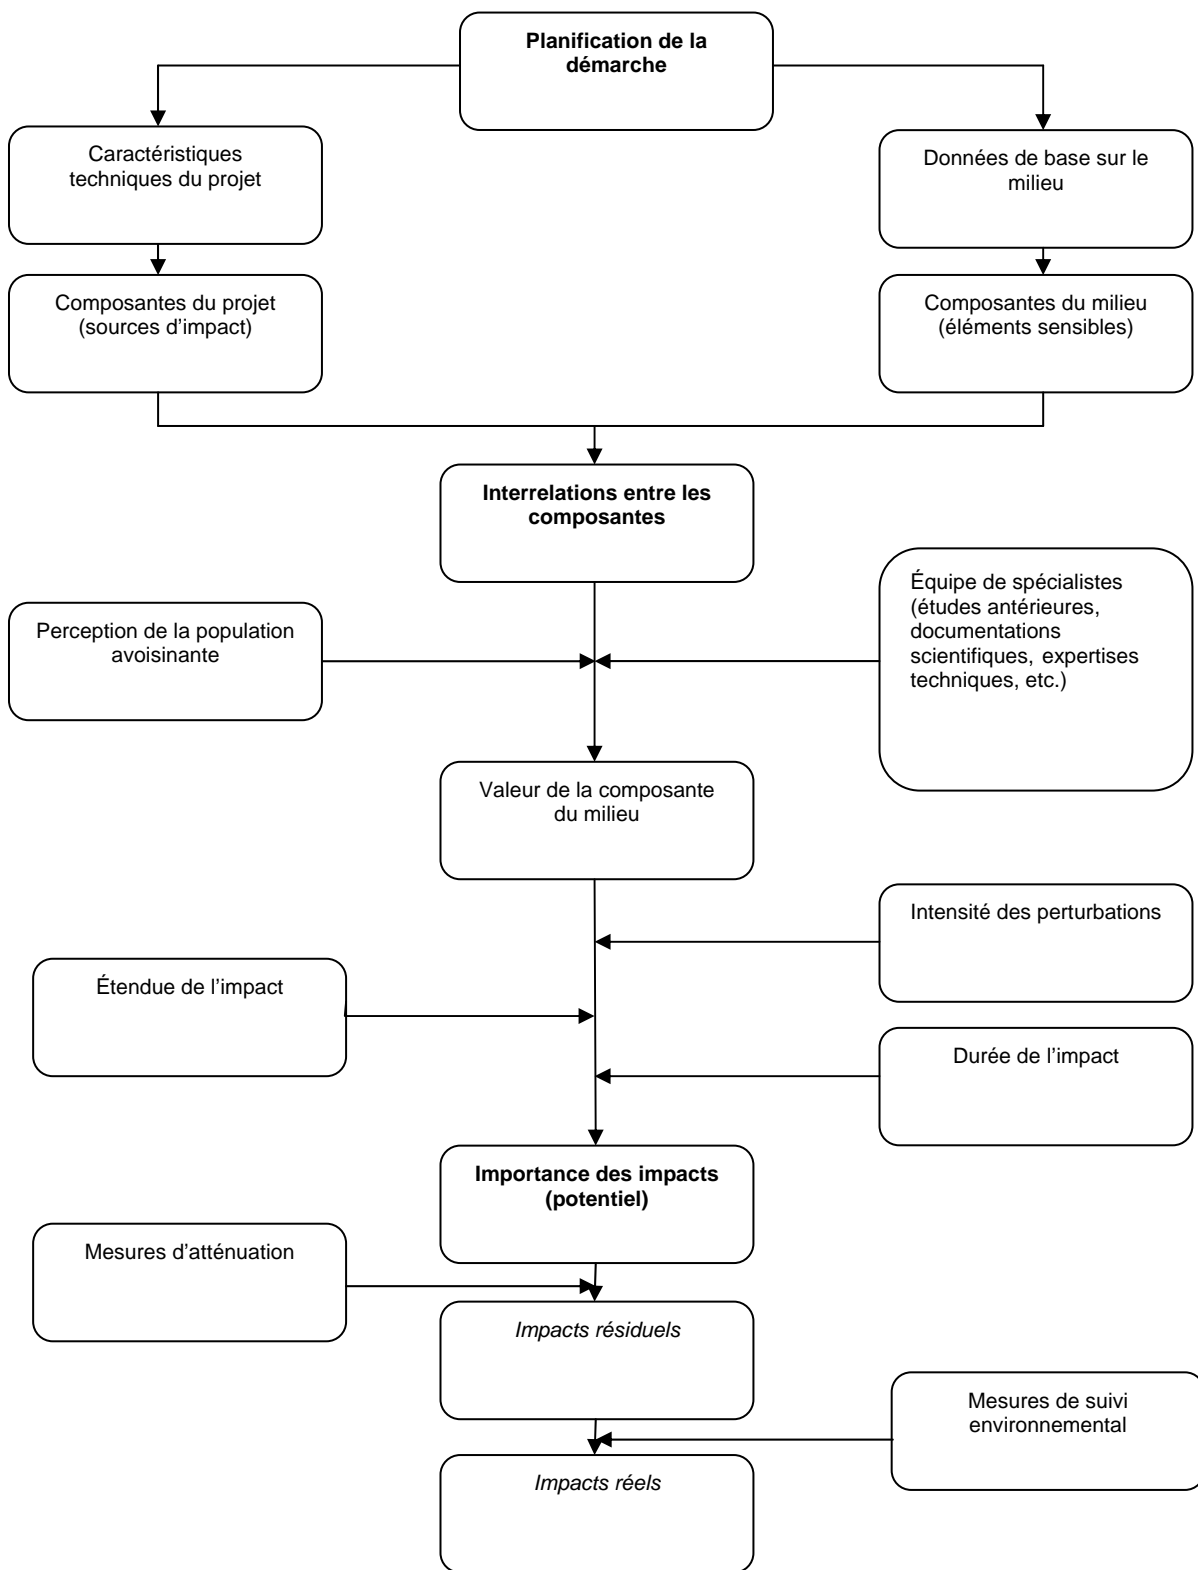 Planification de la
démarche
Caractéristiques
techniques du projet
Données de base sur le
milieu
Composantes du projet
(sources d'impact)
Composantes du milieu
(éléments sensibles)
Interrelations entre les
composantes
Perception de la population
avoisinante
Équipe de spécialistes
(études antérieures,
documentations
scientifiques, expertises
techniques, etc.)
Valeur de la composante
du milieu
Intensité des perturbations
Étendue de l'impact
Durée de l'impact
Importance des impacts
(potentiel)
Mesures d'atténuation
Impacts résiduels
Mesures de suivi
environnemental
Impacts réels